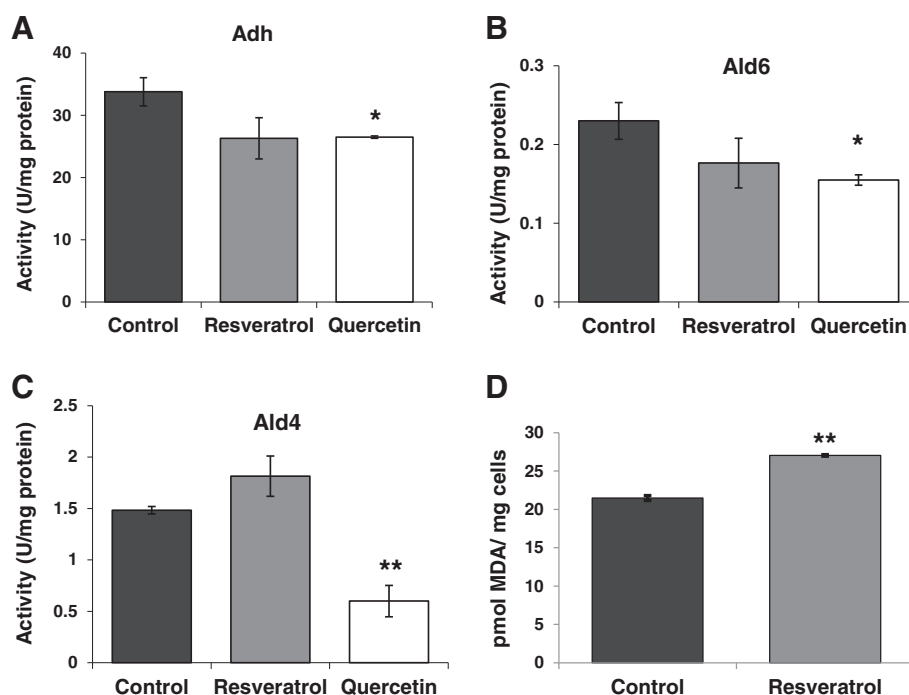 A
Adh
Activity (U/mg protein)
40
30
20
10
0
*
Control Resveratrol Quercetin
B
Ald6
Activity (U/mg protein)
0.3
0.2
0.1
0
*
Control Resveratrol Quercetin
C
Ald4
Activity (U/mg protein)
2.5
2
1.5
1
0.5
0
**
Control Resveratrol Quercetin
D
pmol MDA/ mg cells
30
25
20
15
10
5
0
**
Control Resveratrol